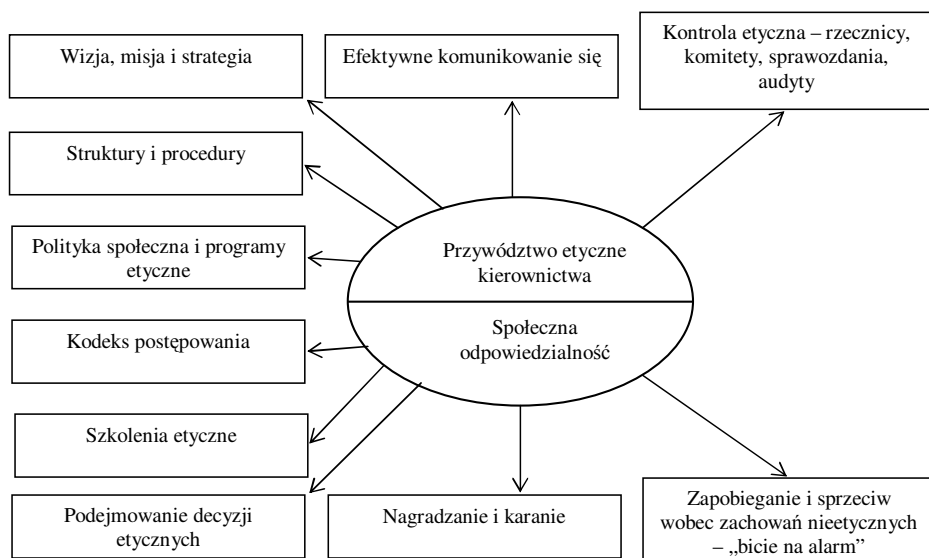 Wizja, misja i strategia
Efektywne komunikowanie się
Kontrola etyczna – rzecznicy,
komitety, sprawozdania,
audyty
Struktury i procedury
Polityka społeczna i programy
etyczne
Przywództwo etyczne
kierownictwa
Kodeks postępowania
Społeczna
odpowiedzialność
Szkolenia etyczne
Podejmowanie decyzji
etycznych
Nagradzanie i karanie
Zapobieganie i sprzeciw
wobec zachowań nieetycznych
– „bicie na alarm”